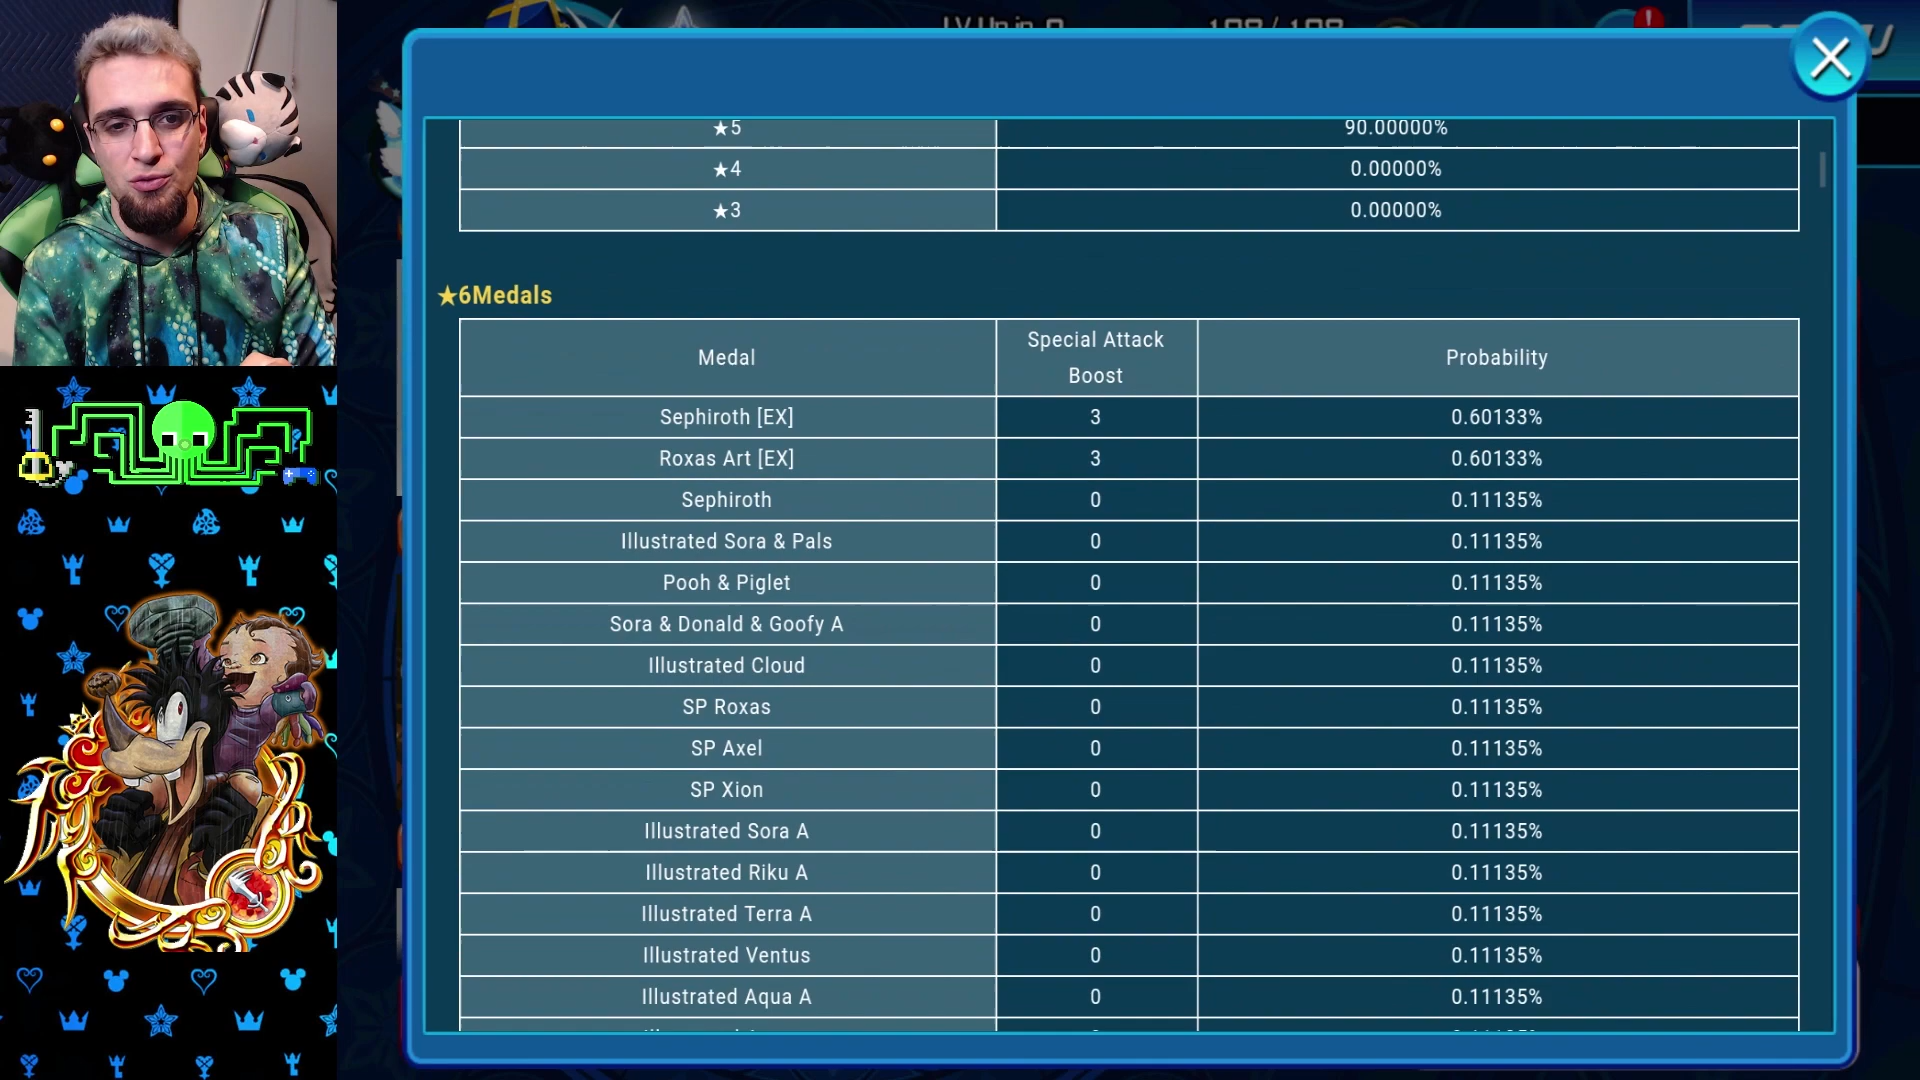 ★5 90.00000%
★4 0.00000%
★3 0.00000%
★6Medals
Medal Special Attack Boost Probability
Sephiroth [EX] 3 0.60133%
Roxas Art [EX] 3 0.60133%
Sephiroth 0 0.11135%
Illustrated Sora & Pals 0 0.11135%
Pooh & Piglet 0 0.11135%
Sora & Donald & Goofy A 0 0.11135%
Illustrated Cloud 0 0.11135%
SP Roxas 0 0.11135%
SP Axel 0 0.11135%
SP Xion 0 0.11135%
Illustrated Sora A 0 0.11135%
Illustrated Riku A 0 0.11135%
Illustrated Terra A 0 0.11135%
Illustrated Ventus 0 0.11135%
Illustrated Aqua A 0 0.11135%